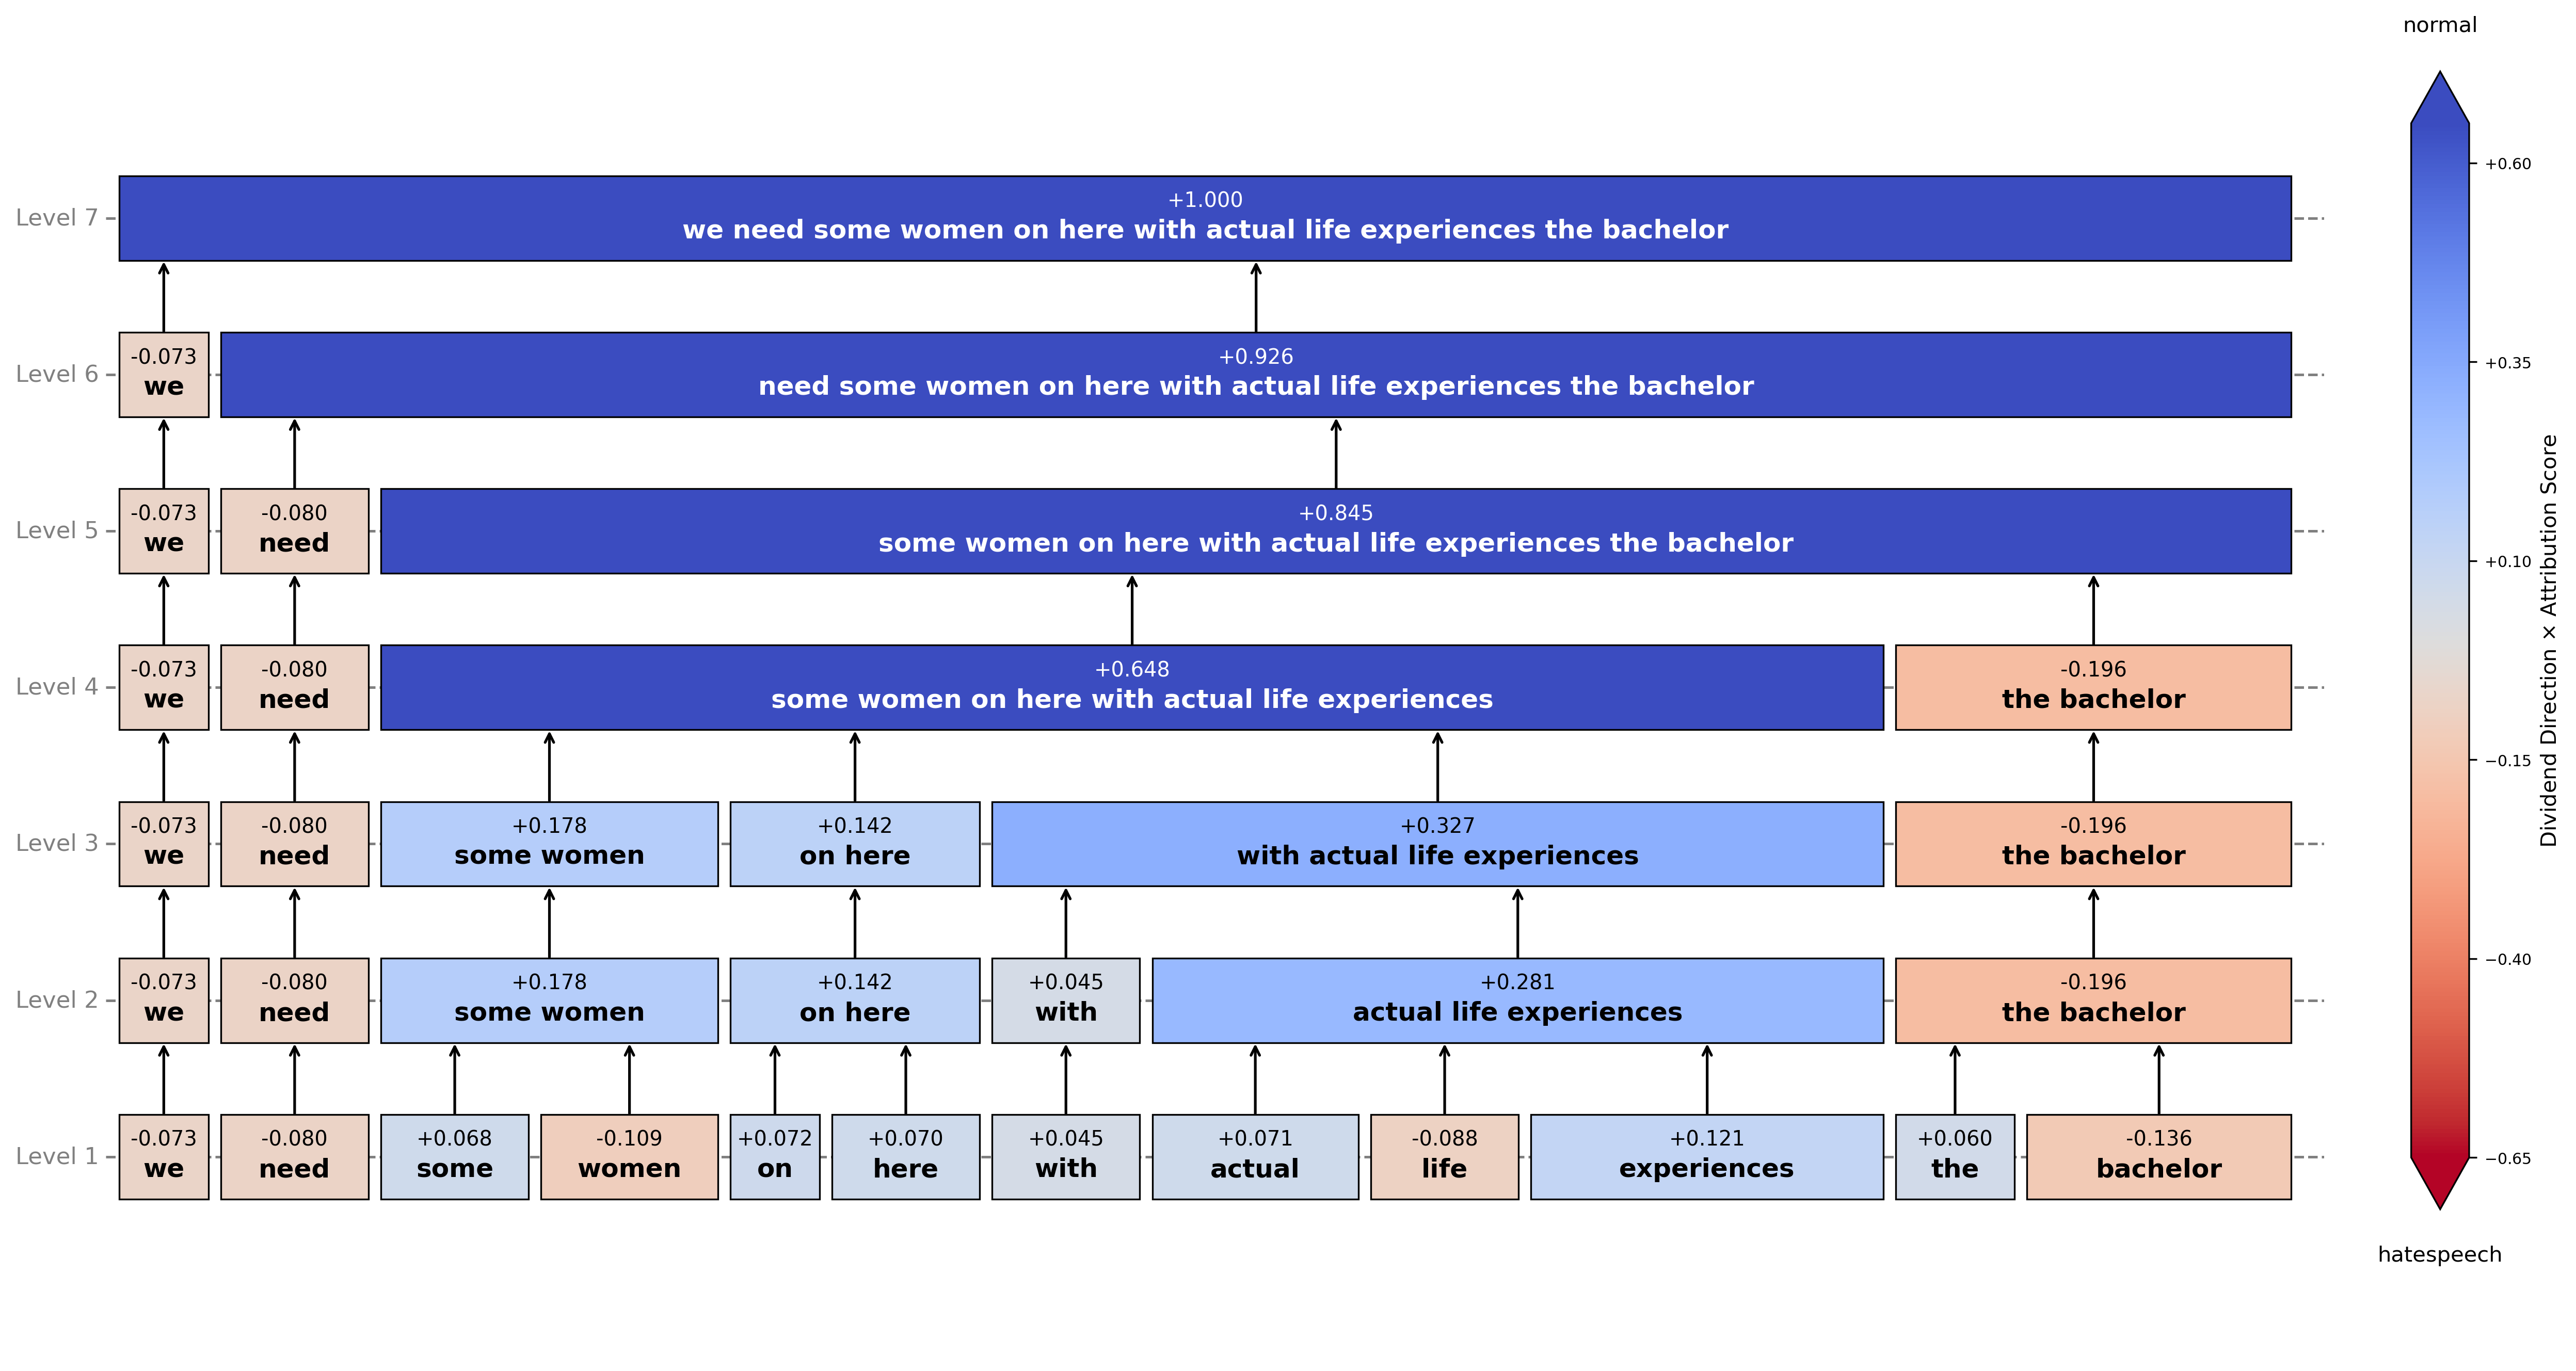 normal
Level 7
+1.000
we need some women on here with actual life experiences the bachelor
Level 6
-0.073
we
+0.926
need some women on here with actual life experiences the bachelor
Level 5
-0.073
we
-0.080
need
+0.845
some women on here with actual life experiences the bachelor
Level 4
-0.073
we
-0.080
need
+0.648
some women on here with actual life experiences
-0.196
the bachelor
Level 3
-0.073
we
-0.080
need
+0.178
some women
+0.142
on here
+0.327
with actual life experiences
-0.196
the bachelor
Level 2
-0.073
we
-0.080
need
+0.178
some women
+0.142
on here
+0.045
with
+0.281
actual life experiences
-0.196
the bachelor
Level 1
-0.073
we
-0.080
need
+0.068
some
-0.109
women
+0.072
on
+0.070
here
+0.045
with
+0.071
actual
-0.088
life
+0.121
experiences
+0.060
the
-0.136
bachelor
+0.60
+0.35
+0.10
−0.15
−0.40
−0.65
Dividend Direction × Attribution Score
hatespeech